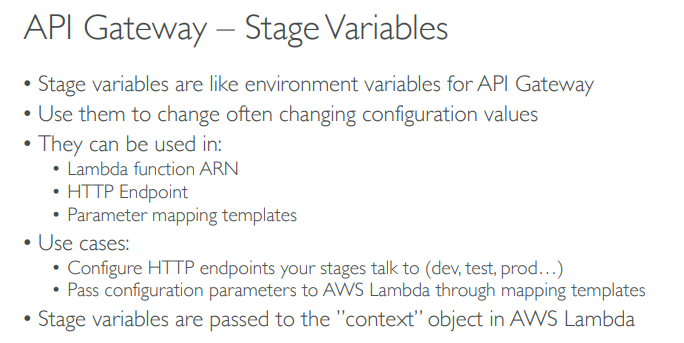 API Gateway – Stage Variables
• Stage variables are like environment variables for API Gateway
• Use them to change often changing configuration values
• They can be used in:
• Lambda function ARN
• HTTP Endpoint
• Parameter mapping templates
• Use cases:
• Configure HTTP endpoints your stages talk to (dev, test, prod…)
• Pass configuration parameters to AWS Lambda through mapping templates
• Stage variables are passed to the ”context” object in AWS Lambda